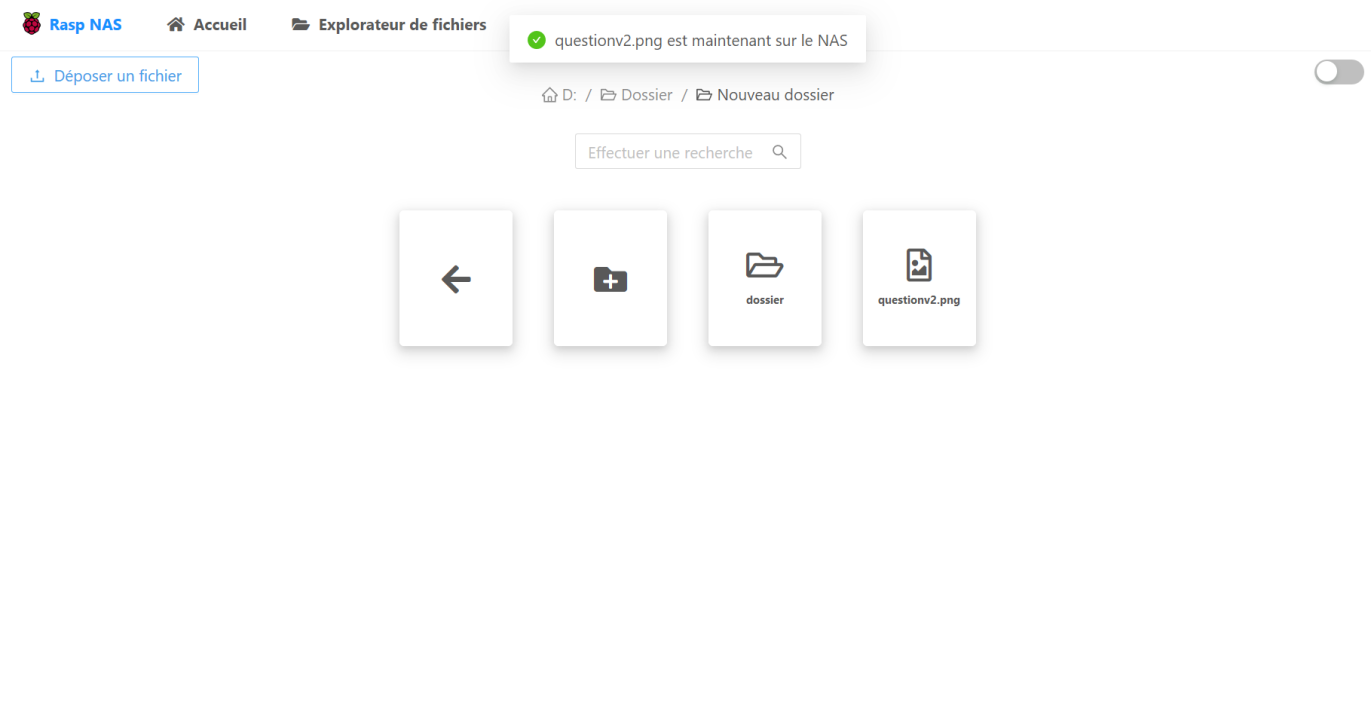 Rasp NAS Accueil Explorateur de fichiers
questionv2.png est maintenant sur le NAS
Déposer un fichier
D: / Dossier / Nouveau dossier
Effectuer une recherche
dossier
questionv2.png